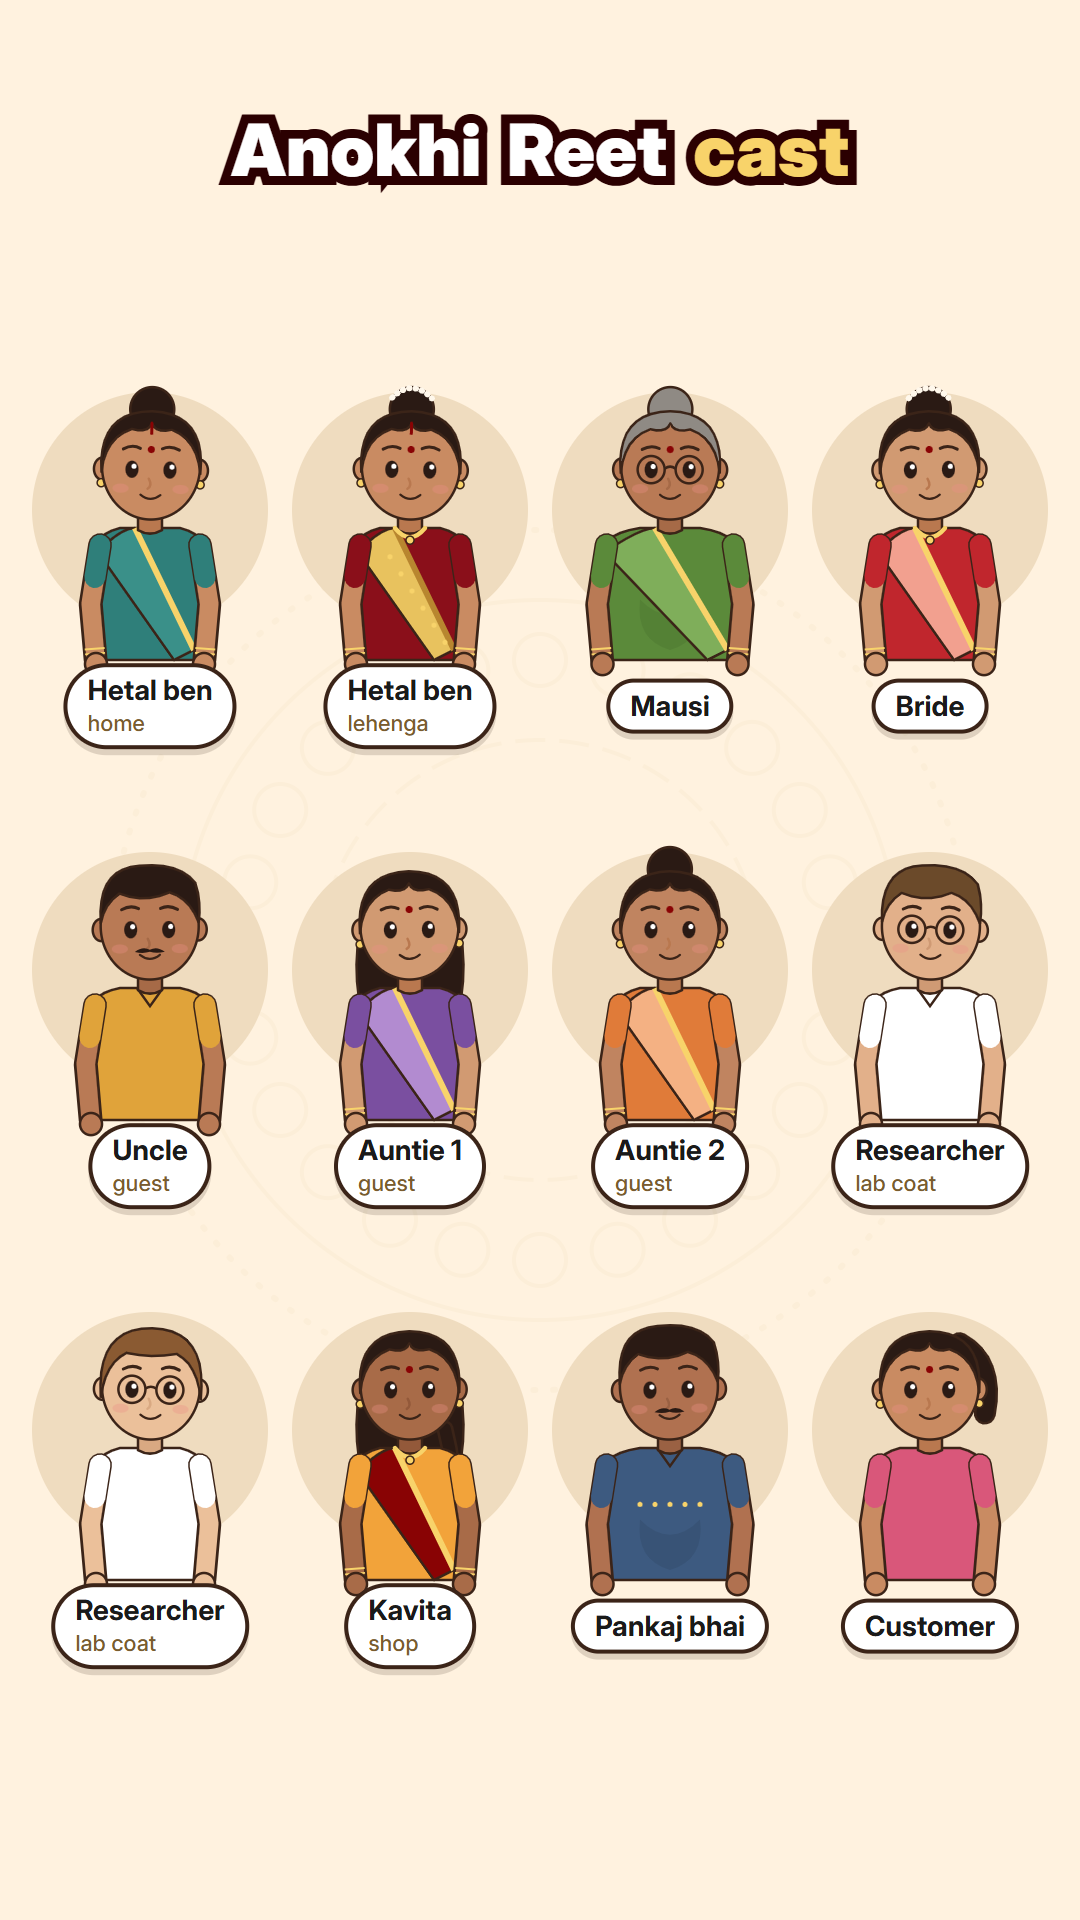 Anokhi Reet cast
Hetal ben
home
Hetal ben
lehenga
Mausi
Bride
Uncle
guest
Auntie 1
guest
Auntie 2
guest
Researcher
lab coat
Researcher
lab coat
Kavita
shop
Pankaj bhai
Customer